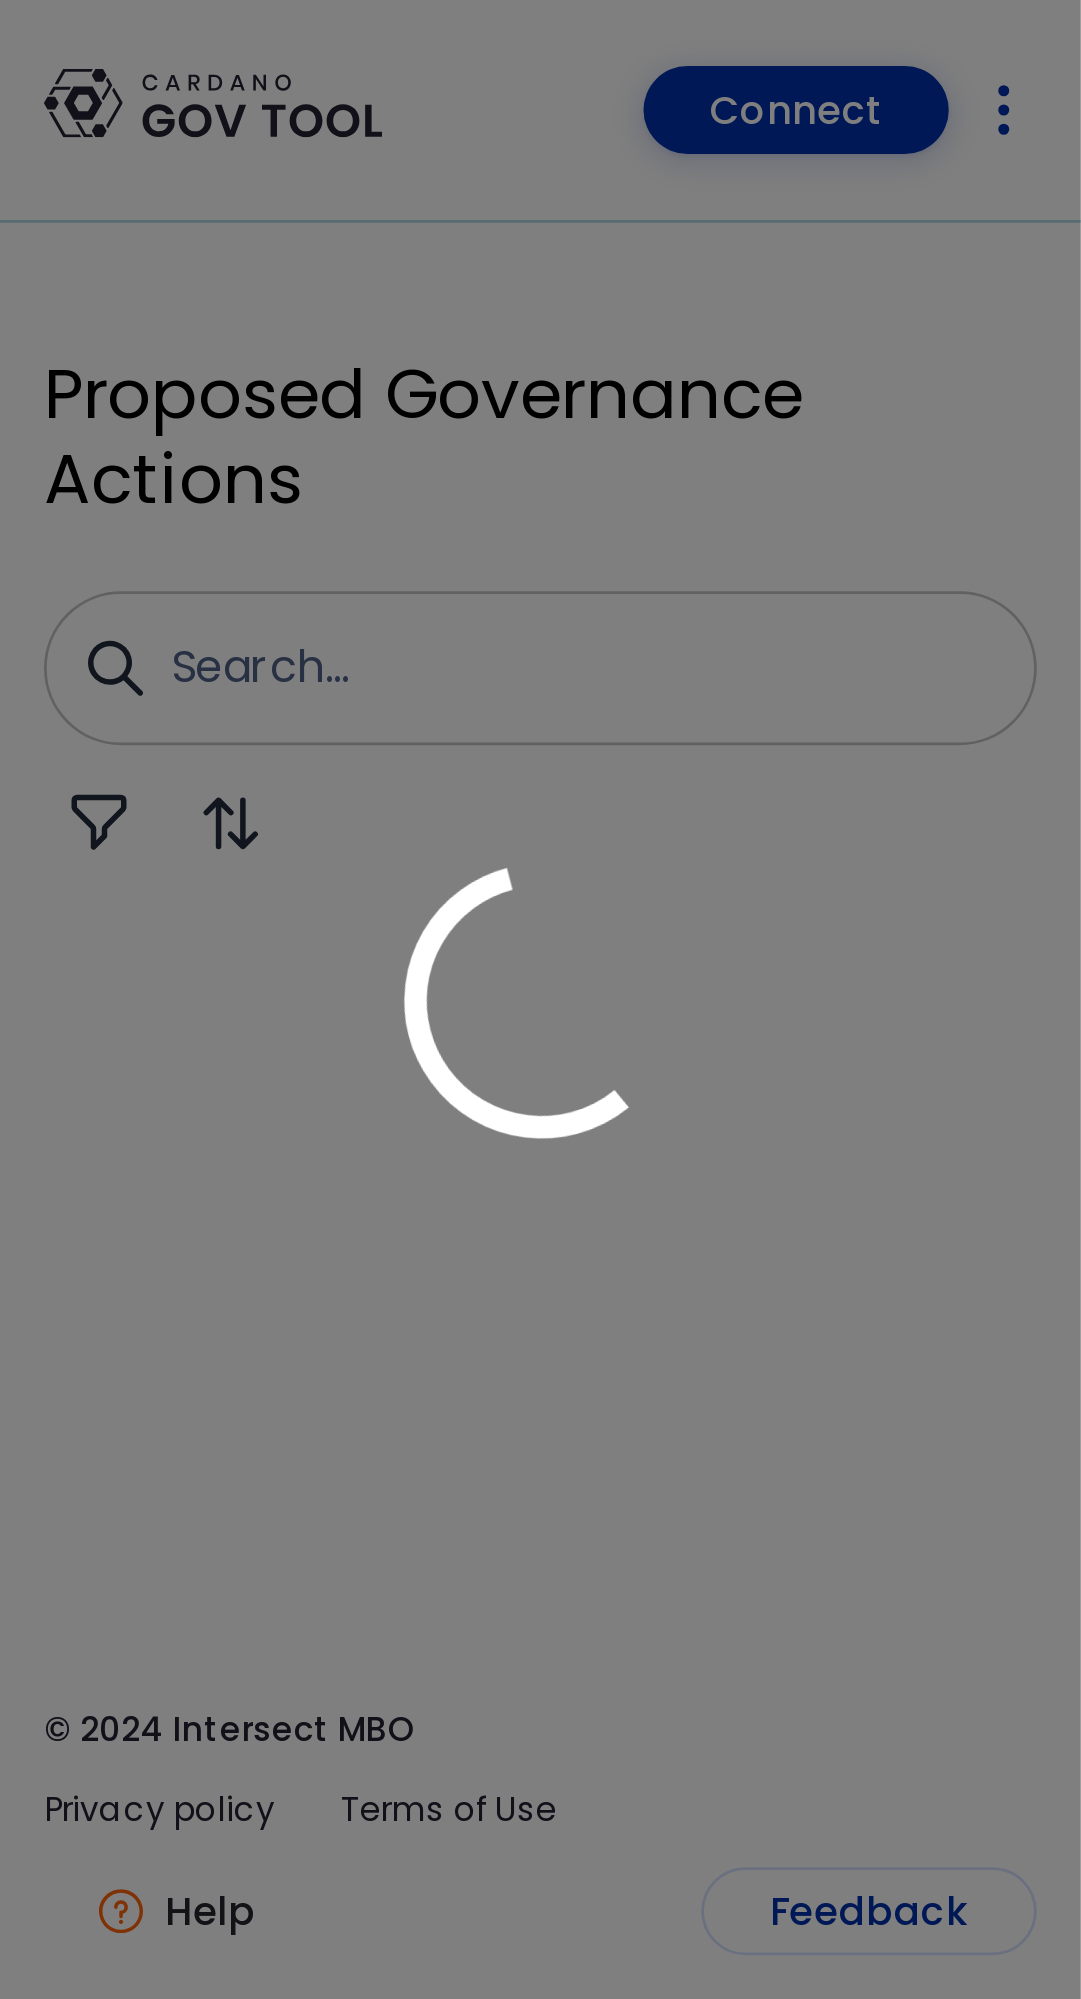 CARDANO
GOV TOOL
Connect
Proposed Governance
Actions
Search...
© 2024 Intersect MBO
Privacy policy Terms of Use
Help
Feedback